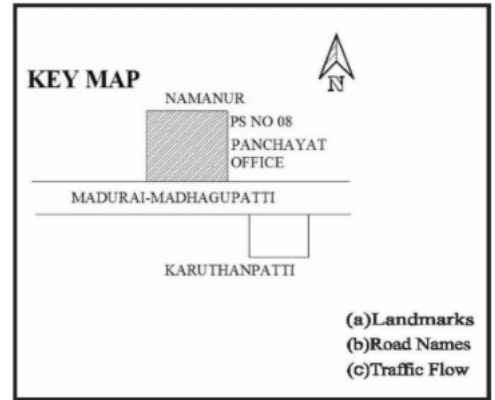 N
KEY MAP
NAMANUR
PS NO 08
PANCHAYAT
OFFICE
MADURAI-MADHAGUPATTI
KARUTHANPATTI
(a)Landmarks
(b)Road Names
(c)Traffic Flow